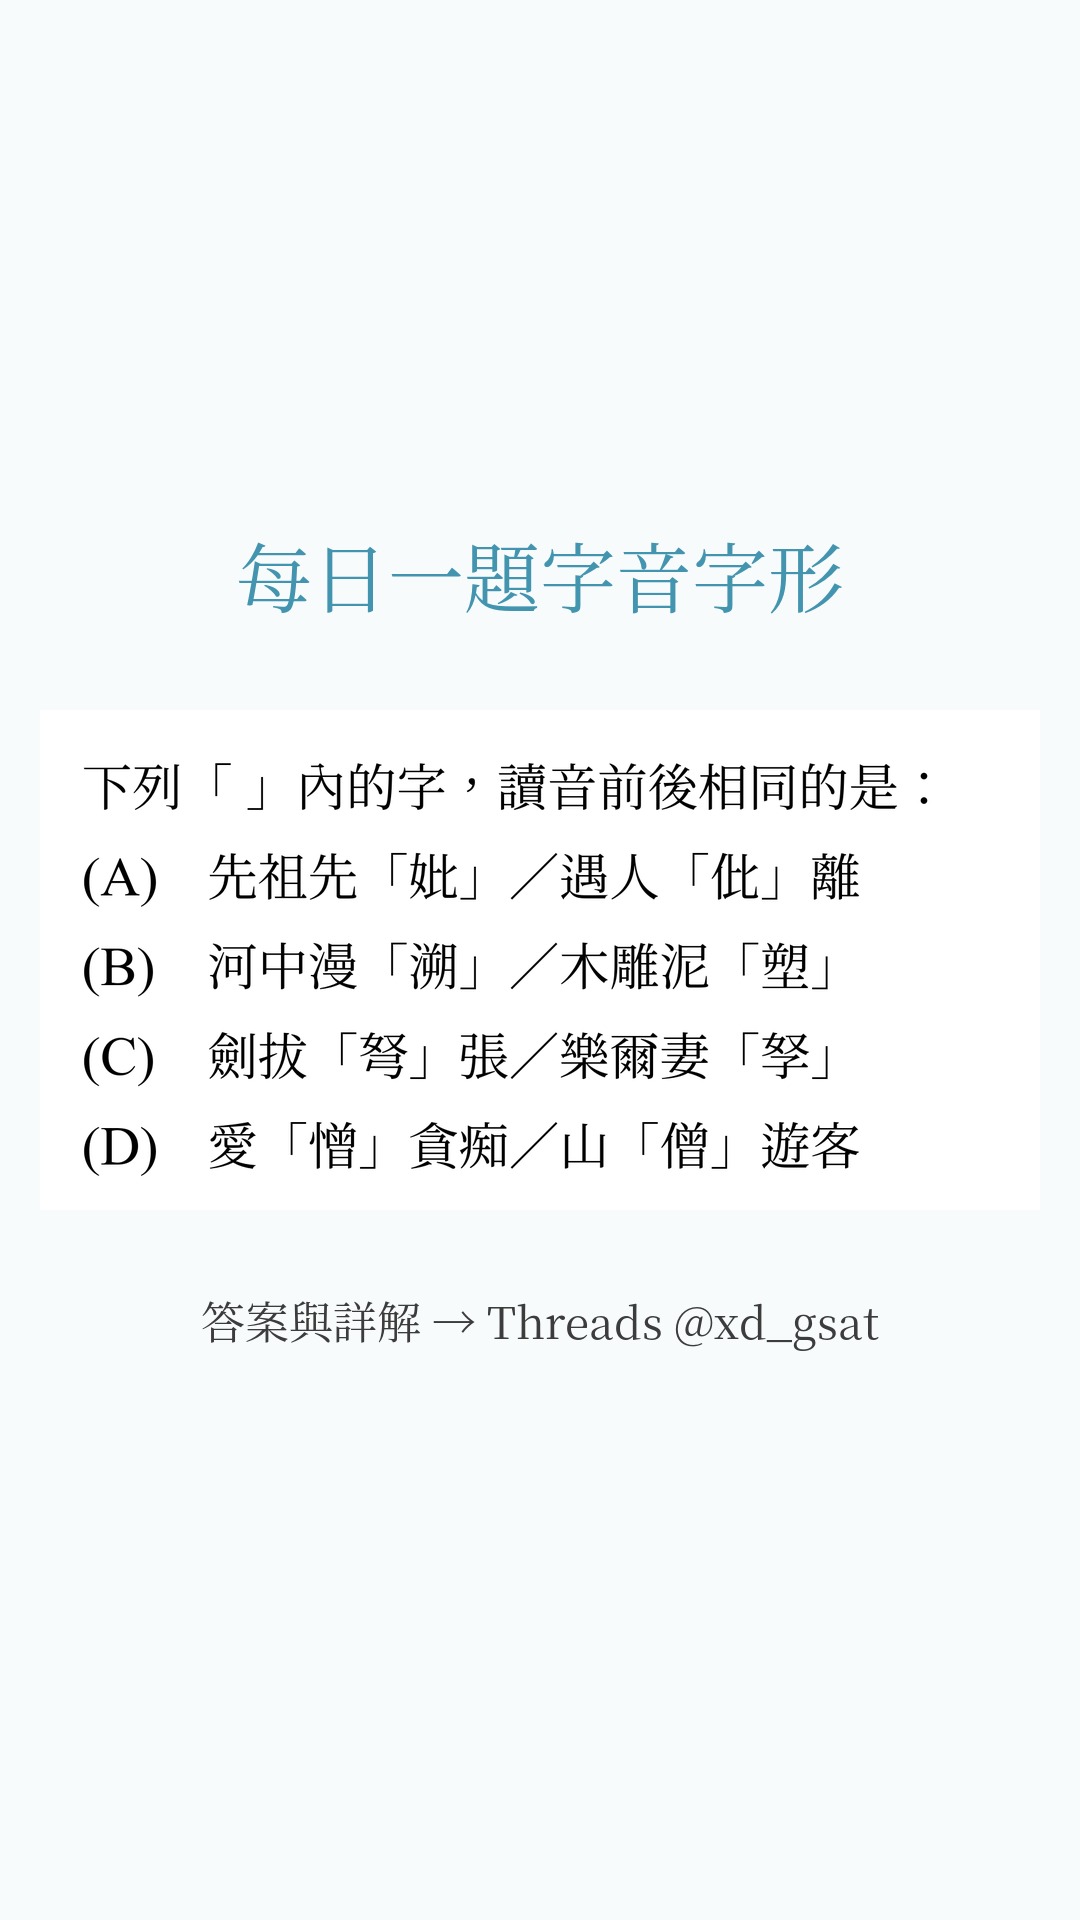 每日一題字音字形
下列「 」內的字，讀音前後相同的是：
(A) 先祖先「妣」／遇人「仳」離
(B) 河中漫「溯」／木雕泥「塑」
(C) 劍拔「弩」張／樂爾妻「孥」
(D) 愛「憎」貪痴／山「僧」遊客
答案與詳解 → Threads @xd_gsat